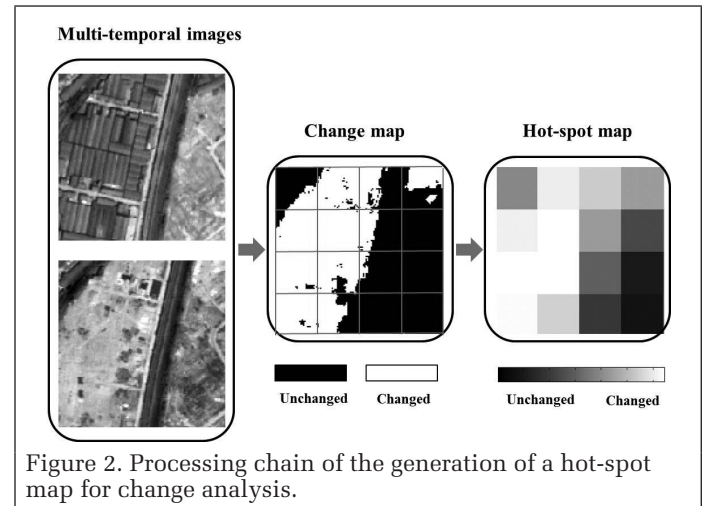 Multi-temporal images
Change map
Hot-spot map
Unchanged
Changed
Unchanged
Changed
Figure 2. Processing chain of the generation of a hot-spot
map for change analysis.